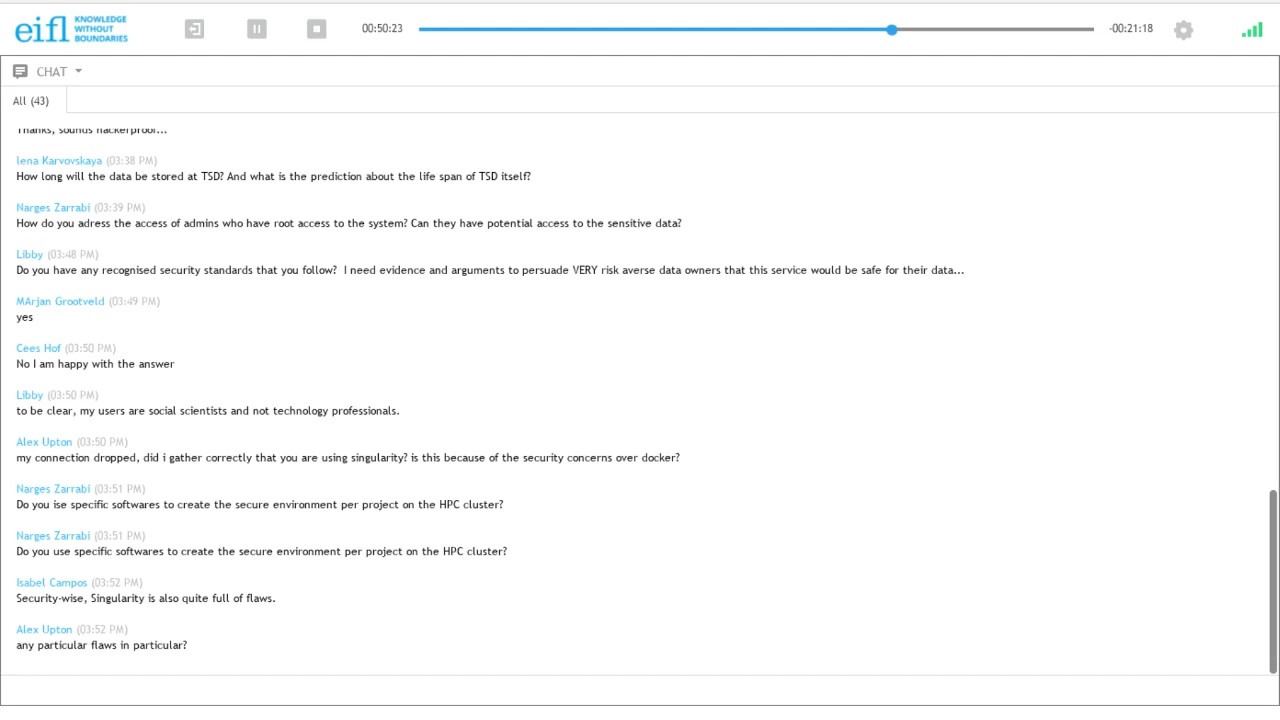 eifl KNOWLEDGE
WITHOUT
BOUNDARIES
00:50:23
-00:21:18
CHAT
All (43)
Thanks, sounds hackerproof...
lena Karvovskaya (03:38 PM)
How long will the data be stored at TSD? And what is the prediction about the life span of TSD itself?
Narges Zarrabi (03:39 PM)
How do you adress the access of admins who have root access to the system? Can they have potential access to the sensitive data?
Libby (03:48 PM)
Do you have any recognised security standards that you follow?  I need evidence and arguments to persuade VERY risk averse data owners that this service would be safe for their data...
MArjan Grootveld (03:49 PM)
yes
Cees Hof (03:50 PM)
No I am happy with the answer
Libby (03:50 PM)
to be clear, my users are social scientists and not technology professionals.
Alex Upton (03:50 PM)
my connection dropped, did i gather correctly that you are using singularity? is this because of the security concerns over docker?
Narges Zarrabi (03:51 PM)
Do you ise specific softwares to create the secure environment per project on the HPC cluster?
Narges Zarrabi (03:51 PM)
Do you use specific softwares to create the secure environment per project on the HPC cluster?
Isabel Campos (03:52 PM)
Security-wise, Singularity is also quite full of flaws.
Alex Upton (03:52 PM)
any particular flaws in particular?